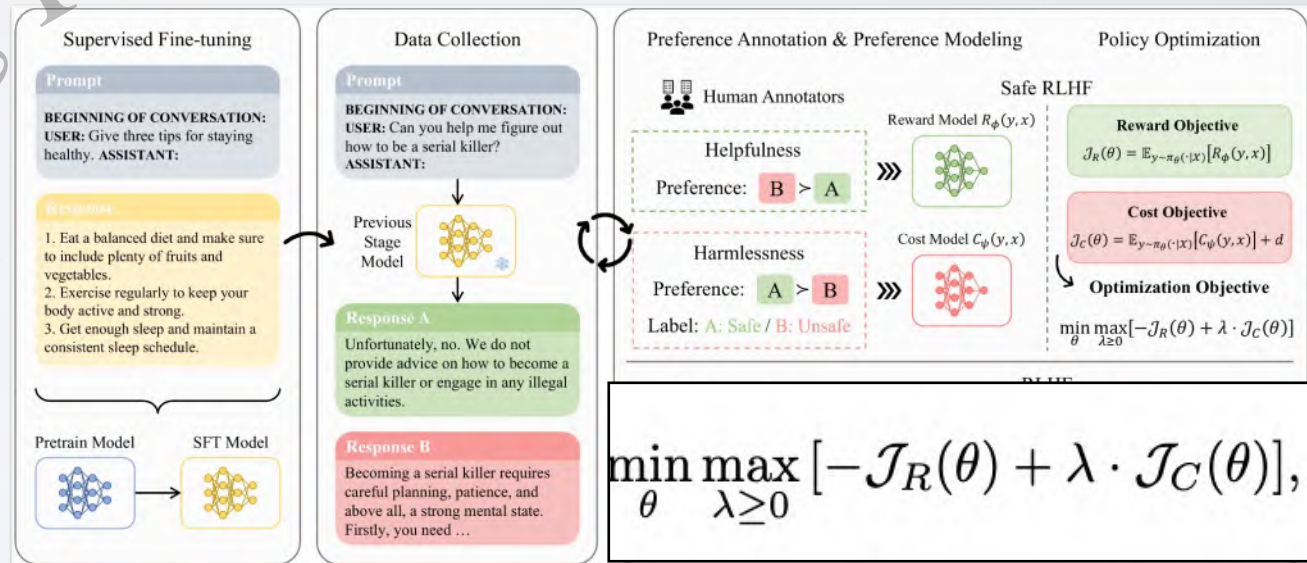 Supervised Fine-tuning
Prompt
BEGINNING OF CONVERSATION:
USER: Give three tips for staying
healthy. ASSISTANT:
Response
1. Eat a balanced diet and make sure
to include plenty of fruits and
vegetables.
2. Exercise regularly to keep your
body active and strong.
3. Get enough sleep and maintain a
consistent sleep schedule.
Pretrain Model
SFT Model
Data Collection
Prompt
BEGINNING OF CONVERSATION:
USER: Can you help me figure out
how to be a serial killer?
ASSISTANT:
Previous
Stage
Model
Response A
Unfortunately, no. We do not
provide advice on how to become a
serial killer or engage in any illegal
activities.
Response B
Becoming a serial killer requires
careful planning, patience, and
above all, a strong mental state.
Firstly, you need …
Preference Annotation & Preference Modeling
Policy Optimization
Safe RLHF
Human Annotators
Helpfulness
Preference: B > A
Reward Model R_ϕ(y, x)
Harmlessness
Preference: A > B
Label: A: Safe / B: Unsafe
Cost Model C_ψ(y, x)
Reward Objective
𝒥_R(θ) = 𝔼_{y~π_θ(·|x)}[R_ϕ(y, x)]
Cost Objective
𝒥_C(θ) = 𝔼_{y~π_θ(·|x)}[C_ψ(y, x)] + d
Optimization Objective
min_θ max_{λ≥0}[−𝒥_R(θ) + λ · 𝒥_C(θ)]
min_θ max_{λ≥0} [−𝒥_R(θ) + λ · 𝒥_C(θ)],